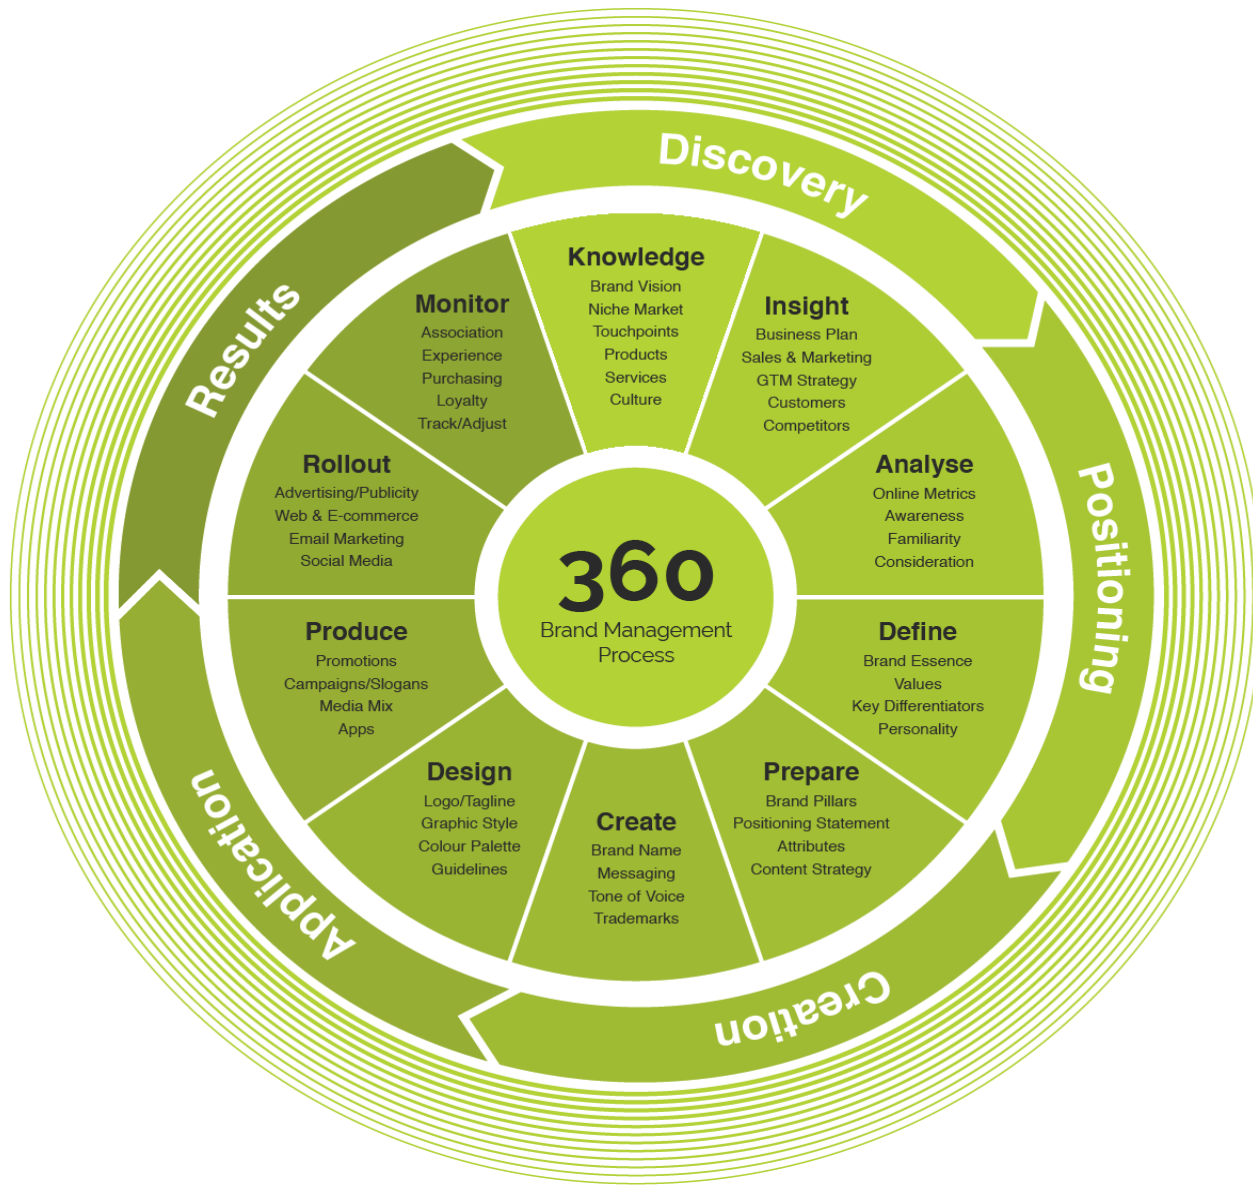 Discovery
Positioning
Creation
Application
Results
Knowledge
Brand Vision
Niche Market
Touchpoints
Products
Services
Culture
Insight
Business Plan
Sales & Marketing
GTM Strategy
Customers
Competitors
Analyse
Online Metrics
Awareness
Familiarity
Consideration
Define
Brand Essence
Values
Key Differentiators
Personality
Prepare
Brand Pillars
Positioning Statement
Attributes
Content Strategy
Create
Brand Name
Messaging
Tone of Voice
Trademarks
Design
Logo/Tagline
Graphic Style
Colour Palette
Guidelines
Produce
Promotions
Campaigns/Slogans
Media Mix
Apps
Rollout
Advertising/Publicity
Web & E-commerce
Email Marketing
Social Media
Monitor
Association
Experience
Purchasing
Loyalty
Track/Adjust
360
Brand Management
Process